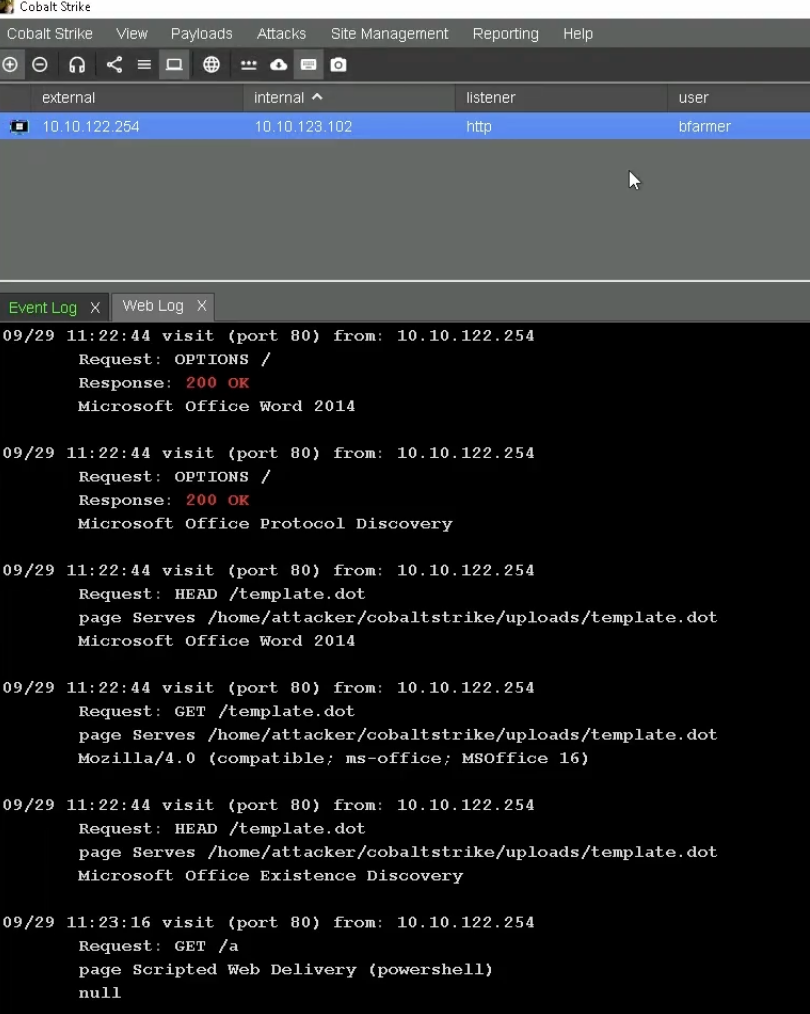 Cobalt Strike
Cobalt Strike View Payloads Attacks Site Management Reporting Help
external internal listener user
10.10.122.254 10.10.123.102 http bfarmer
Event Log X Web Log X
09/29 11:22:44 visit (port 80) from: 10.10.122.254
Request: OPTIONS /
Response: 200 OK
Microsoft Office Word 2014
09/29 11:22:44 visit (port 80) from: 10.10.122.254
Request: OPTIONS /
Response: 200 OK
Microsoft Office Protocol Discovery
09/29 11:22:44 visit (port 80) from: 10.10.122.254
Request: HEAD /template.dot
page Serves /home/attacker/cobaltstrike/uploads/template.dot
Microsoft Office Word 2014
09/29 11:22:44 visit (port 80) from: 10.10.122.254
Request: GET /template.dot
page Serves /home/attacker/cobaltstrike/uploads/template.dot
Mozilla/4.0 (compatible; ms-office; MSOffice 16)
09/29 11:22:44 visit (port 80) from: 10.10.122.254
Request: HEAD /template.dot
page Serves /home/attacker/cobaltstrike/uploads/template.dot
Microsoft Office Existence Discovery
09/29 11:23:16 visit (port 80) from: 10.10.122.254
Request: GET /a
page Scripted Web Delivery (powershell)
null